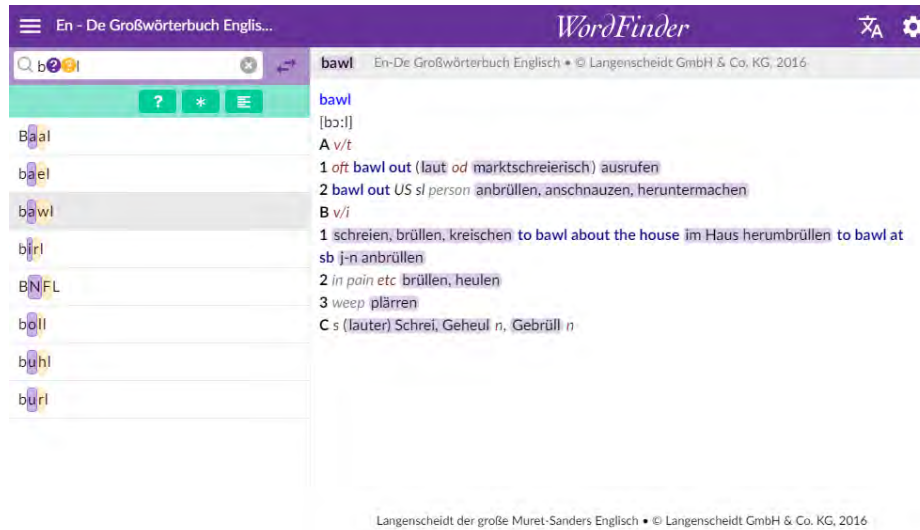 En - De Großwörterbuch Englis...
WordFinder
b??l
? *
Baal
bael
bawl
birl
BNFL
boll
buhl
burl
bawl En-De Großwörterbuch Englisch • © Langenscheidt GmbH & Co. KG, 2016
bawl
[bɔːl]
A v/t
1 oft bawl out (laut od marktschreierisch) ausrufen
2 bawl out US sl person anbrüllen, anschnauzen, heruntermachen
B v/i
1 schreien, brüllen, kreischen to bawl about the house im Haus herumbrüllen to bawl at
sb j-n anbrüllen
2 in pain etc brüllen, heulen
3 weep plärren
C s (lauter) Schrei, Geheul n, Gebrüll n
Langenscheidt der große Muret-Sanders Englisch • © Langenscheidt GmbH & Co. KG, 2016